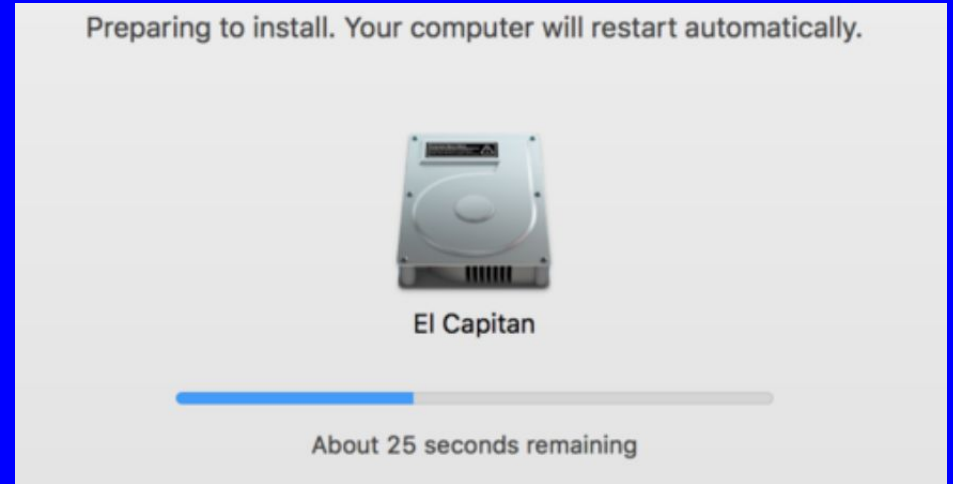 Preparing to install. Your computer will restart automatically.
El Capitan
About 25 seconds remaining